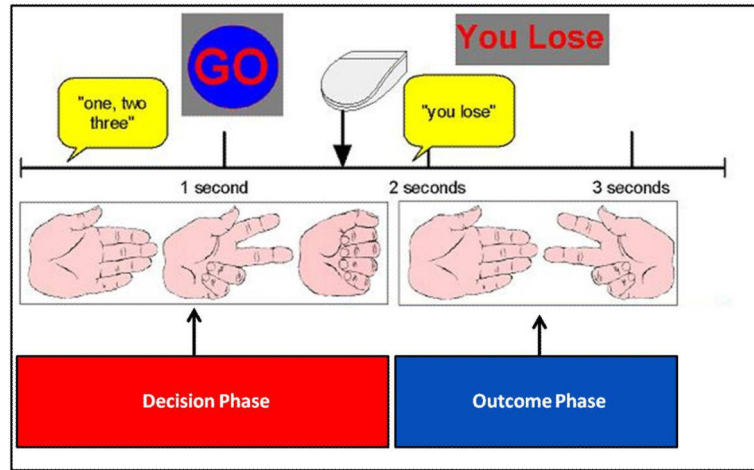 GO
You Lose
"one, two
three"
"you lose"
1 second
2 seconds
3 seconds
Decision Phase
Outcome Phase